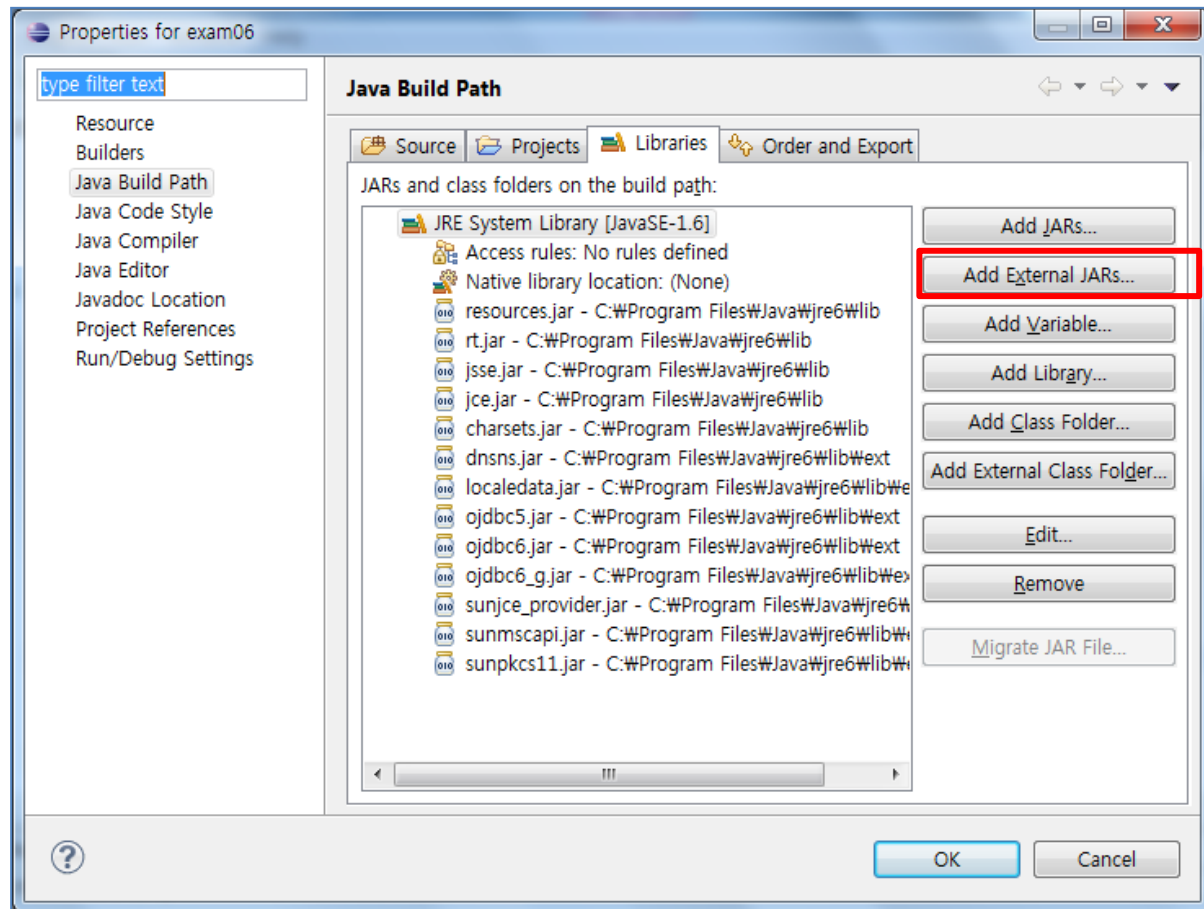 Properties for exam06
type filter text
Resource
Builders
Java Build Path
Java Code Style
Java Compiler
Java Editor
Javadoc Location
Project References
Run/Debug Settings
Java Build Path
Source
Projects
Libraries
Order and Export
JARs and class folders on the build path:
JRE System Library [JavaSE-1.6]
Access rules: No rules defined
Native library location: (None)
resources.jar - C:₩Program Files₩Java₩jre6₩lib
rt.jar - C:₩Program Files₩Java₩jre6₩lib
jsse.jar - C:₩Program Files₩Java₩jre6₩lib
jce.jar - C:₩Program Files₩Java₩jre6₩lib
charsets.jar - C:₩Program Files₩Java₩jre6₩lib
dnsns.jar - C:₩Program Files₩Java₩jre6₩lib₩ext
localedata.jar - C:₩Program Files₩Java₩jre6₩lib₩e
ojdbc5.jar - C:₩Program Files₩Java₩jre6₩lib₩ext
ojdbc6.jar - C:₩Program Files₩Java₩jre6₩lib₩ext
ojdbc6_g.jar - C:₩Program Files₩Java₩jre6₩lib₩ex
sunjce_provider.jar - C:₩Program Files₩Java₩jre6₩
sunmscapi.jar - C:₩Program Files₩Java₩jre6₩lib₩
sunpkcs11.jar - C:₩Program Files₩Java₩jre6₩lib₩
Add JARs...
Add External JARs...
Add Variable...
Add Library...
Add Class Folder...
Add External Class Folder...
Edit...
Remove
Migrate JAR File...
OK
Cancel